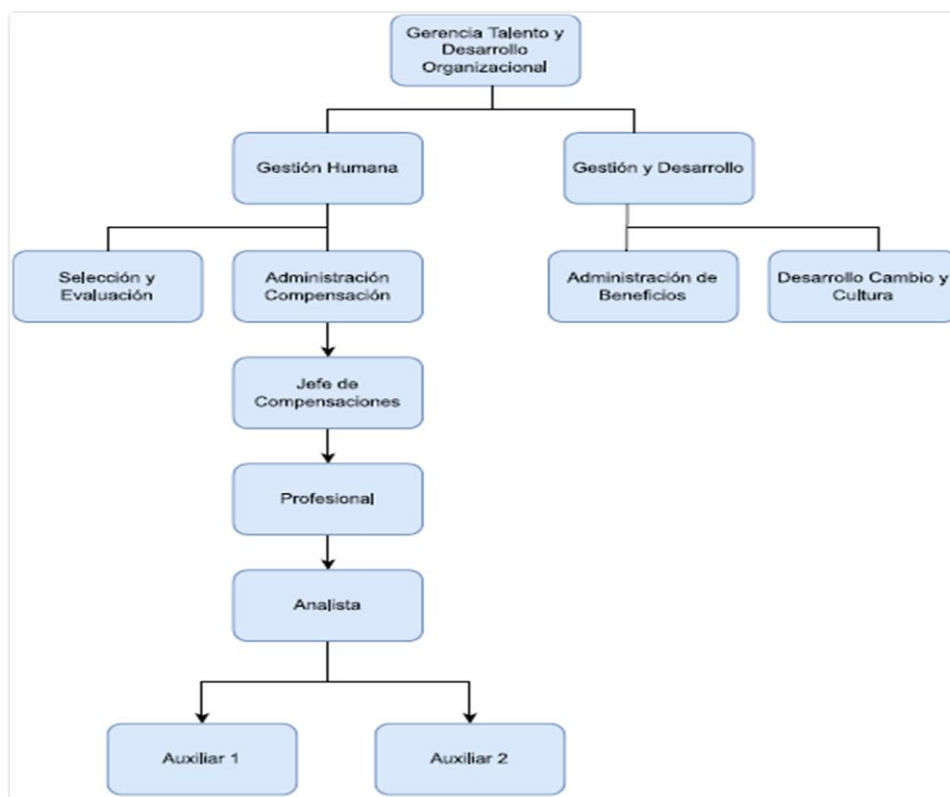 Gerencia Talento y
Desarrollo
Organizacional
Gestión Humana
Gestión y Desarrollo
Selección y
Evaluación
Administración
Compensación
Administración de
Beneficios
Desarrollo Cambio y
Cultura
Jefe de
Compensaciones
Profesional
Analista
Auxiliar 1
Auxiliar 2